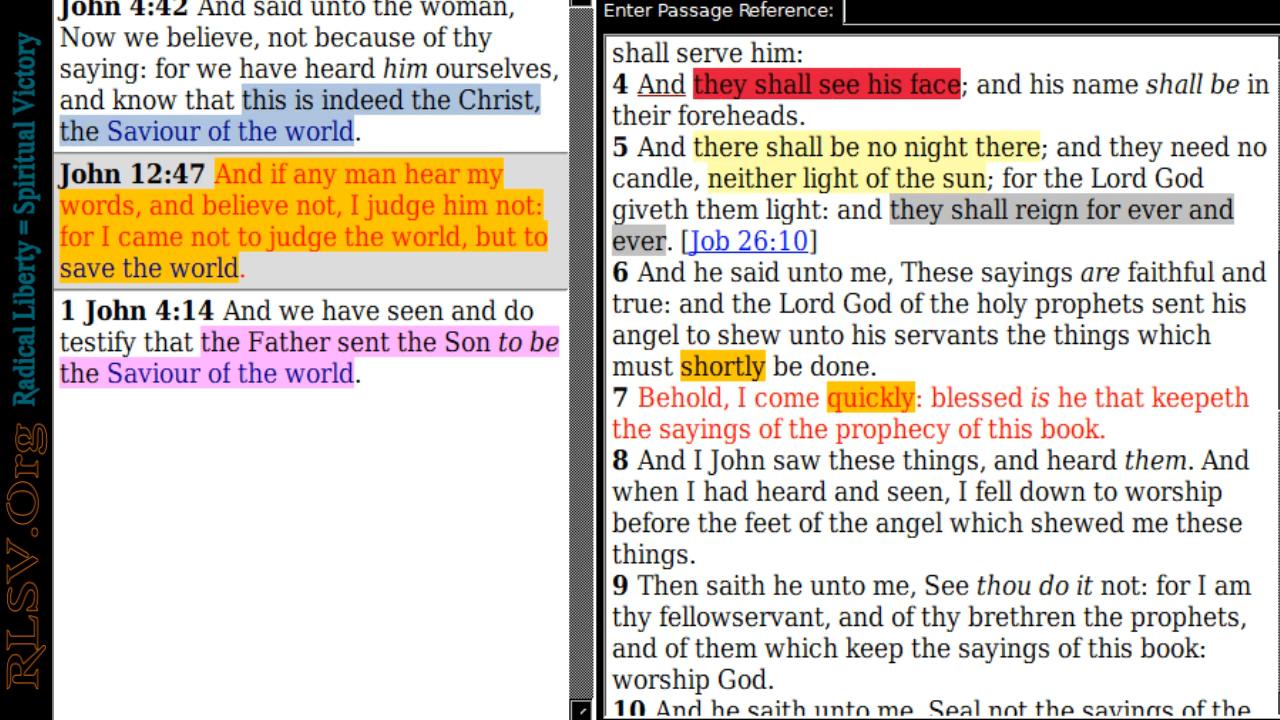 Radical Liberty = Spiritual Victory
RLSV.Org
John 4:42 And said unto the woman,
Now we believe, not because of thy
saying: for we have heard him ourselves,
and know that this is indeed the Christ,
the Saviour of the world.
John 12:47 And if any man hear my
words, and believe not, I judge him not:
for I came not to judge the world, but to
save the world.
1 John 4:14 And we have seen and do
testify that the Father sent the Son to be
the Saviour of the world.
Enter Passage Reference:
shall serve him:
4 And they shall see his face; and his name shall be in
their foreheads.
5 And there shall be no night there; and they need no
candle, neither light of the sun; for the Lord God
giveth them light: and they shall reign for ever and
ever. [Job 26:10]
6 And he said unto me, These sayings are faithful and
true: and the Lord God of the holy prophets sent his
angel to shew unto his servants the things which
must shortly be done.
7 Behold, I come quickly: blessed is he that keepeth
the sayings of the prophecy of this book.
8 And I John saw these things, and heard them. And
when I had heard and seen, I fell down to worship
before the feet of the angel which shewed me these
things.
9 Then saith he unto me, See thou do it not: for I am
thy fellowservant, and of thy brethren the prophets,
and of them which keep the sayings of this book:
worship God.
10 And he saith unto me, Seal not the sayings of the